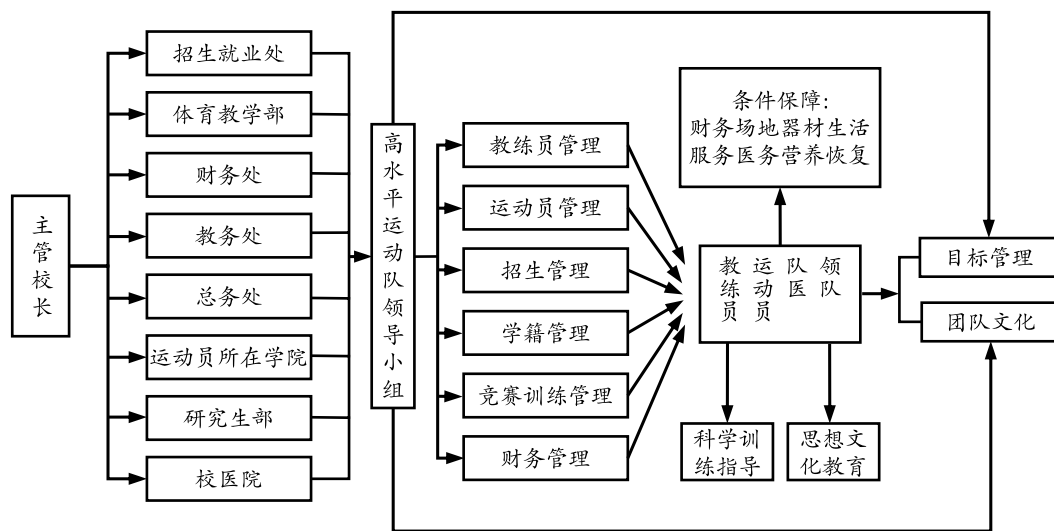 主管校长
招生就业处
体育教学部
财务处
教务处
总务处
运动员所在学院
研究生部
校医院
高水平运动队领导小组
教练员管理
运动员管理
招生管理
学籍管理
竞赛训练管理
财务管理
条件保障:
财务场地器材生活
服务医务营养恢复
教练员
运动员
队医
领队
科学训
练指导
思想文
化教育
目标管理
团队文化